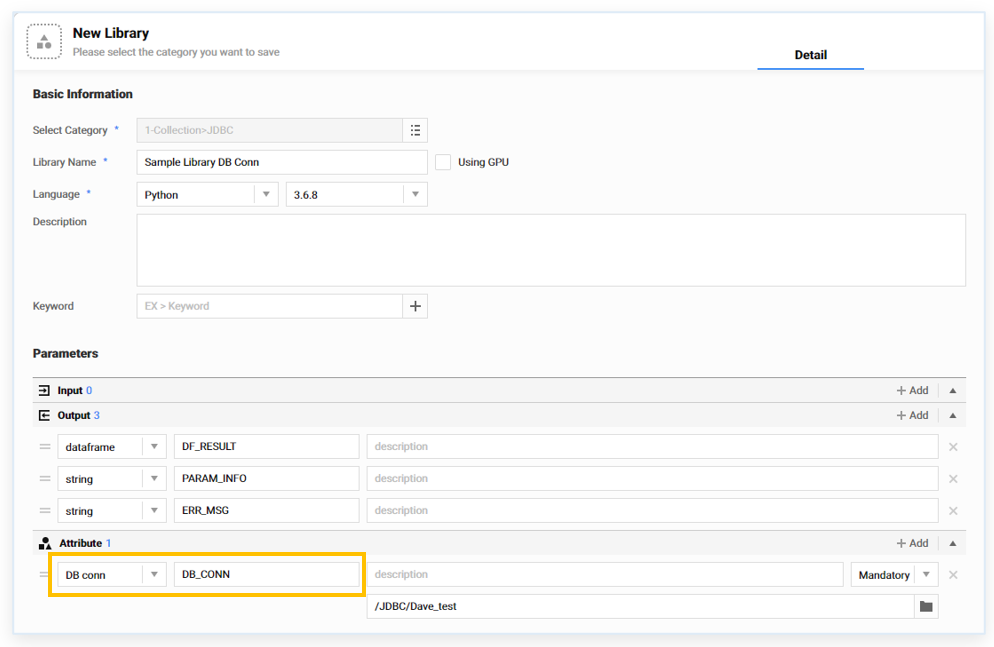 New Library
Please select the category you want to save
Detail
Basic Information
Select Category * 1-Collection>JDBC
Library Name * Sample Library DB Conn Using GPU
Language * Python 3.6.8
Description
Keyword EX > Keyword +
Parameters
Input 0 + Add
Output 3 + Add
dataframe DF_RESULT description
string PARAM_INFO description
string ERR_MSG description
Attribute 1 + Add
DB conn DB_CONN description Mandatory
/JDBC/Dave_test